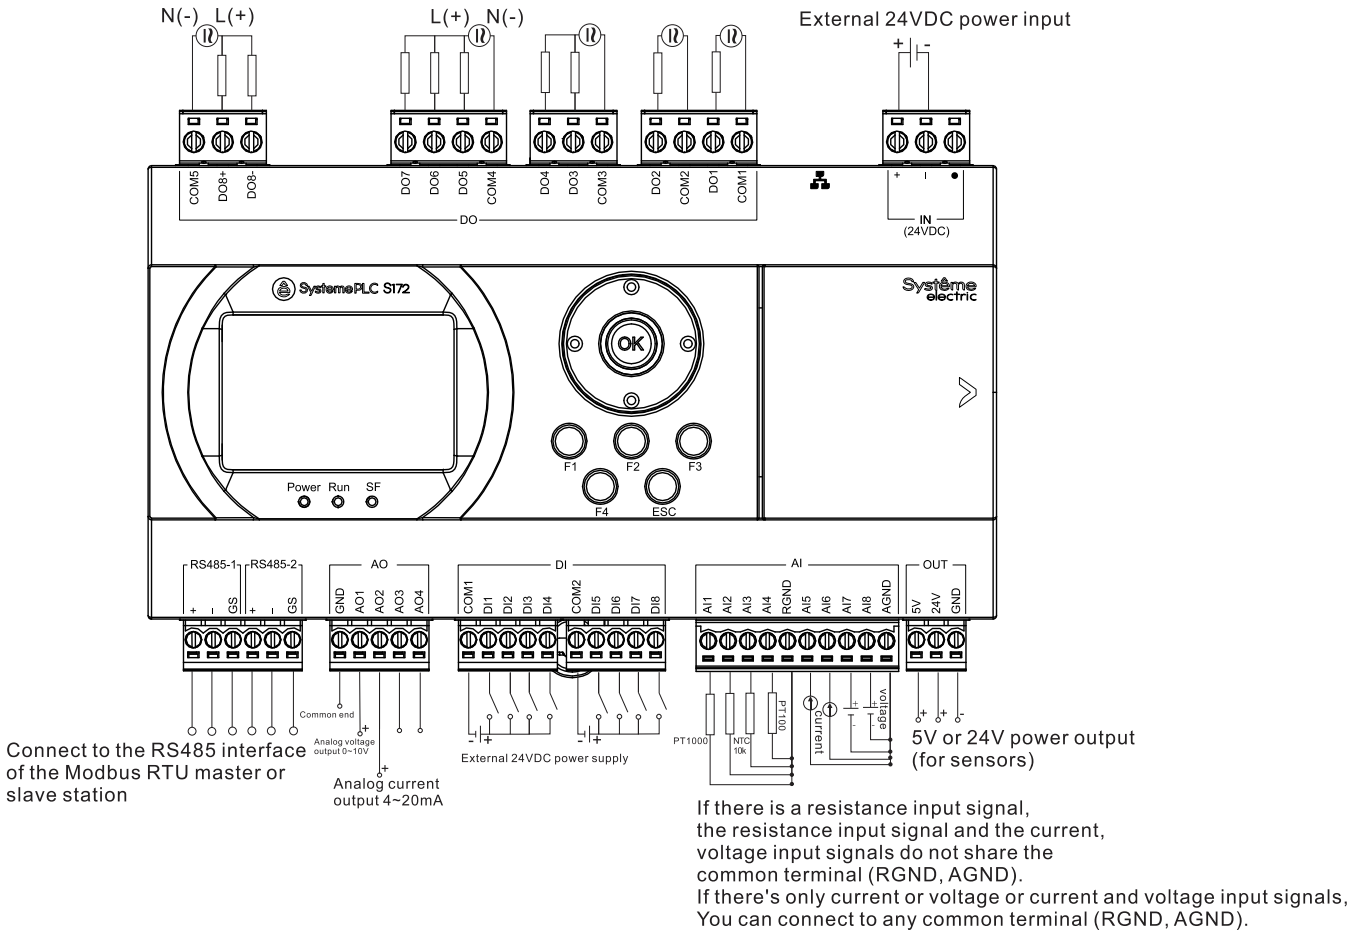 N(-) L(+)
L(+) N(-)
External 24VDC power input
+ -
COM5 DO8+ DO8- DO7 DO6 DO5 COM4 DO4 DO3 COM3 DO2 COM2 DO1 COM1
+ -
DO
IN
(24VDC)
SystemePLC S172
Systême
electric
OK
F1 F2 F3
F4 ESC
Power Run SF
RS485-1 RS485-2 AO DI AI OUT
+ - GS + - GS
GND AO1 AO2 AO3 AO4
COM1 DI1 DI2 DI3 DI4 COM2 DI5 DI6 DI7 DI8
AI1 AI2 AI3 AI4 RGND AI5 AI6 AI7 AI8 AGND
5V 24V GND
Common end
Analog voltage
output 0~10V
+
+
Analog current
output 4~20mA
- + - +
External 24VDC power supply
PT1000
NTC
10k
PT100
Current
+ +
- -
voltage
+ + -
5V or 24V power output
(for sensors)
Connect to the RS485 interface
of the Modbus RTU master or
slave station
If there is a resistance input signal,
the resistance input signal and the current,
voltage input signals do not share the
common terminal (RGND, AGND).
If there's only current or voltage or current and voltage input signals,
You can connect to any common terminal (RGND, AGND).